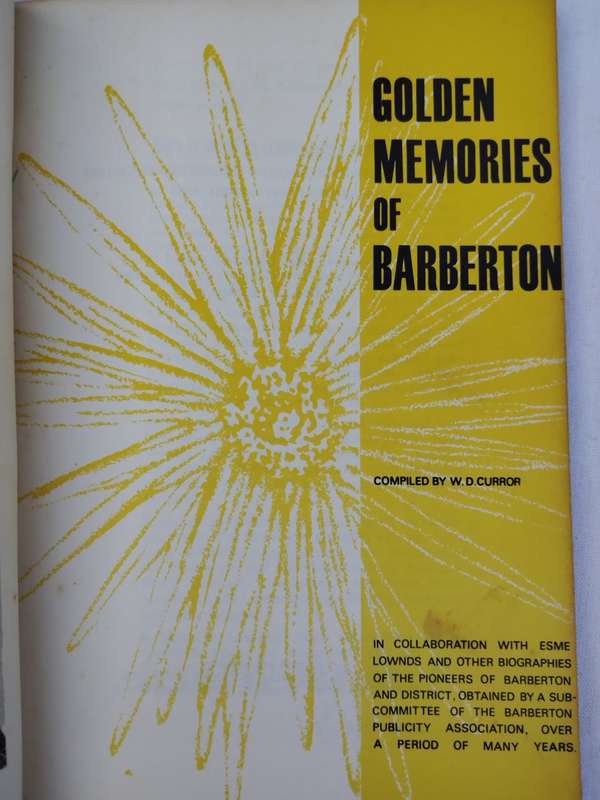 GOLDEN
MEMORIES
OF
BARBERTON
COMPILED BY W.D.CURROR
IN COLLABORATION WITH ESME
LOWNDS AND OTHER BIOGRAPHIES
OF THE PIONEERS OF BARBERTON
AND DISTRICT, OBTAINED BY A SUB-
COMMITTEE OF THE BARBERTON
PUBLICITY ASSOCIATION, OVER
A PERIOD OF MANY YEARS.